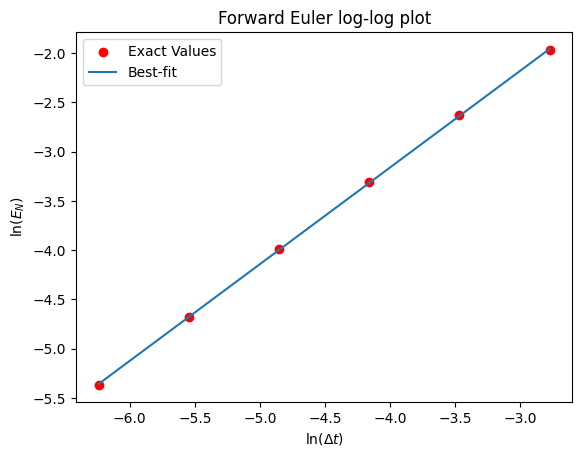 Forward Euler log-log plot
Exact Values
Best-fit
−2.0
−2.5
−3.0
−3.5
−4.0
−4.5
−5.0
−5.5
ln(E_N)
−6.0 −5.5 −5.0 −4.5 −4.0 −3.5 −3.0
ln(Δt)